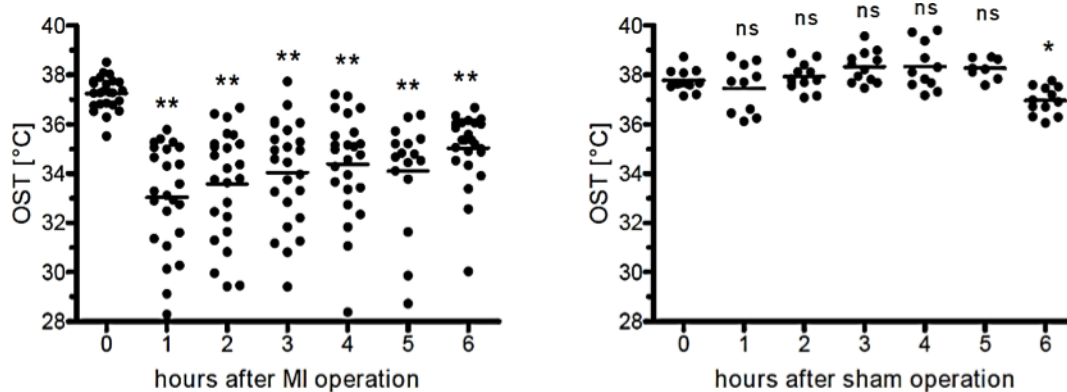 40
38
36
34
32
30
28
OST [°C]
** ** ** ** ** **
0 1 2 3 4 5 6
hours after MI operation
40
38
36
34
32
30
28
OST [°C]
ns ns ns ns ns *
0 1 2 3 4 5 6
hours after sham operation